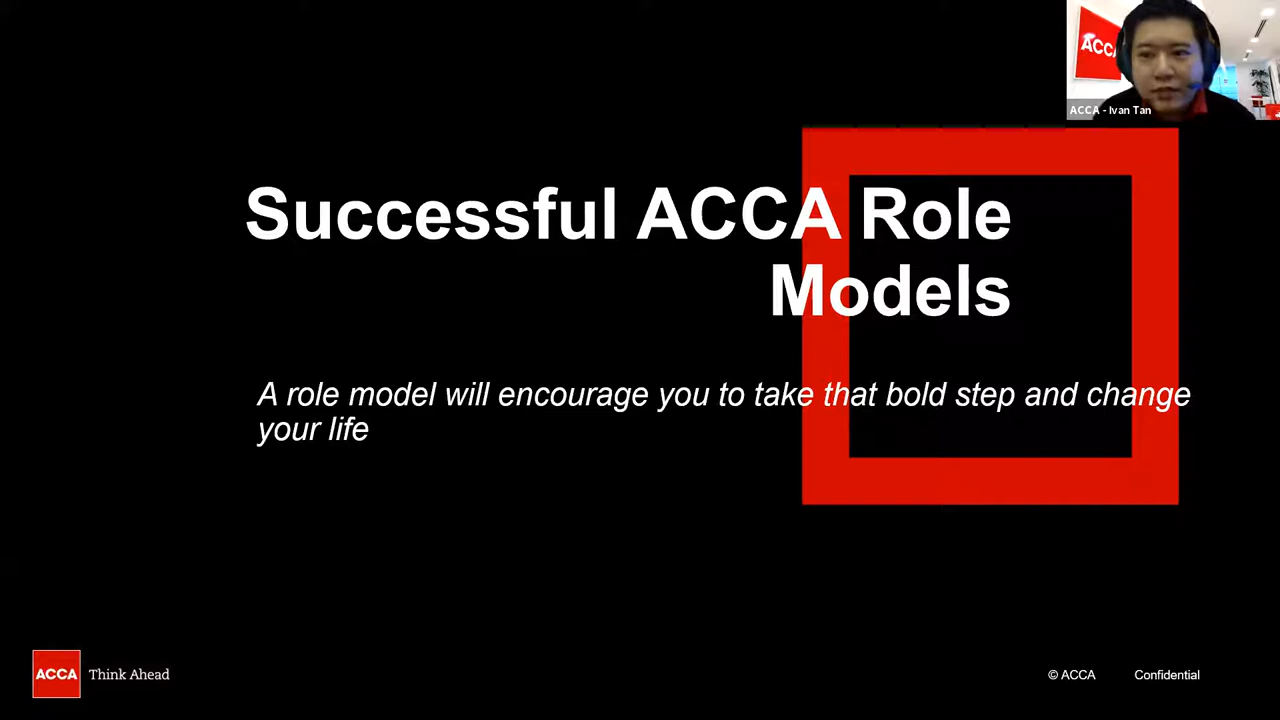 ACCA
ACCA - Ivan Tan
Successful ACCA Role
Models
A role model will encourage you to take that bold step and change
your life
ACCA Think Ahead
© ACCA Confidential